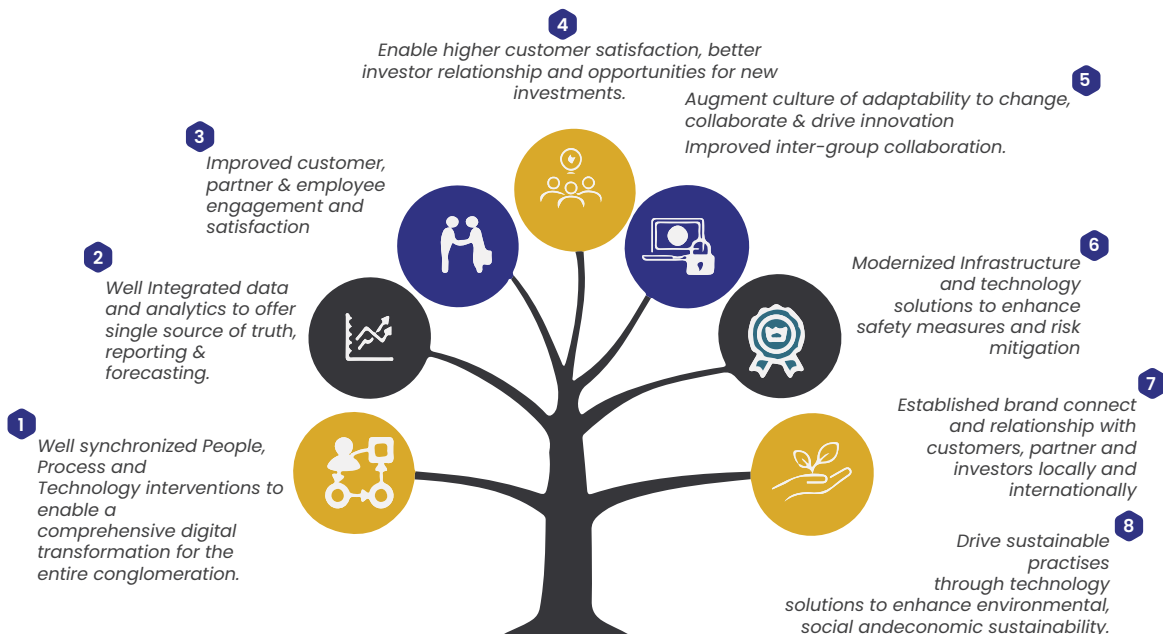 4
Enable higher customer satisfaction, better
investor relationship and opportunities for new
investments.
5
Augment culture of adaptability to change,
collaborate & drive innovation
Improved inter-group collaboration.
3
Improved customer,
partner & employee
engagement and
satisfaction
2
Well Integrated data
and analytics to offer
single source of truth,
reporting &
forecasting.
6
Modernized Infrastructure
and technology
solutions to enhance
safety measures and risk
mitigation
1
Well synchronized People,
Process and
Technology interventions to
enable a
comprehensive digital
transformation for the
entire conglomeration.
7
Established brand connect
and relationship with
customers, partner and
investors locally and
internationally
8
Drive sustainable
practises
through technology
solutions to enhance environmental,
social andeconomic sustainability.